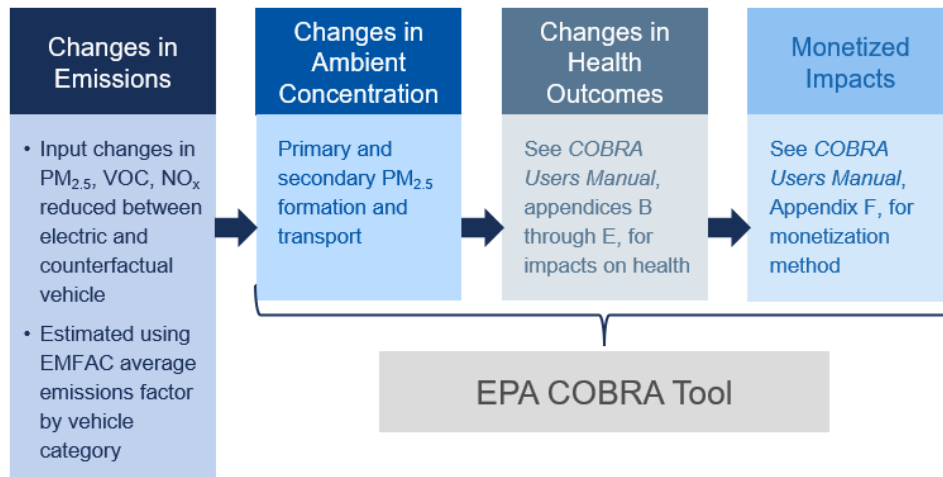 Changes in
Emissions
• Input changes in
PM2.5, VOC, NOx
reduced between
electric and
counterfactual
vehicle
• Estimated using
EMFAC average
emissions factor
by vehicle
category
Changes in
Ambient
Concentration
Primary and
secondary PM2.5
formation and
transport
Changes in
Health
Outcomes
See COBRA
Users Manual,
appendices B
through E, for
impacts on health
Monetized
Impacts
See COBRA
Users Manual,
Appendix F, for
monetization
method
EPA COBRA Tool